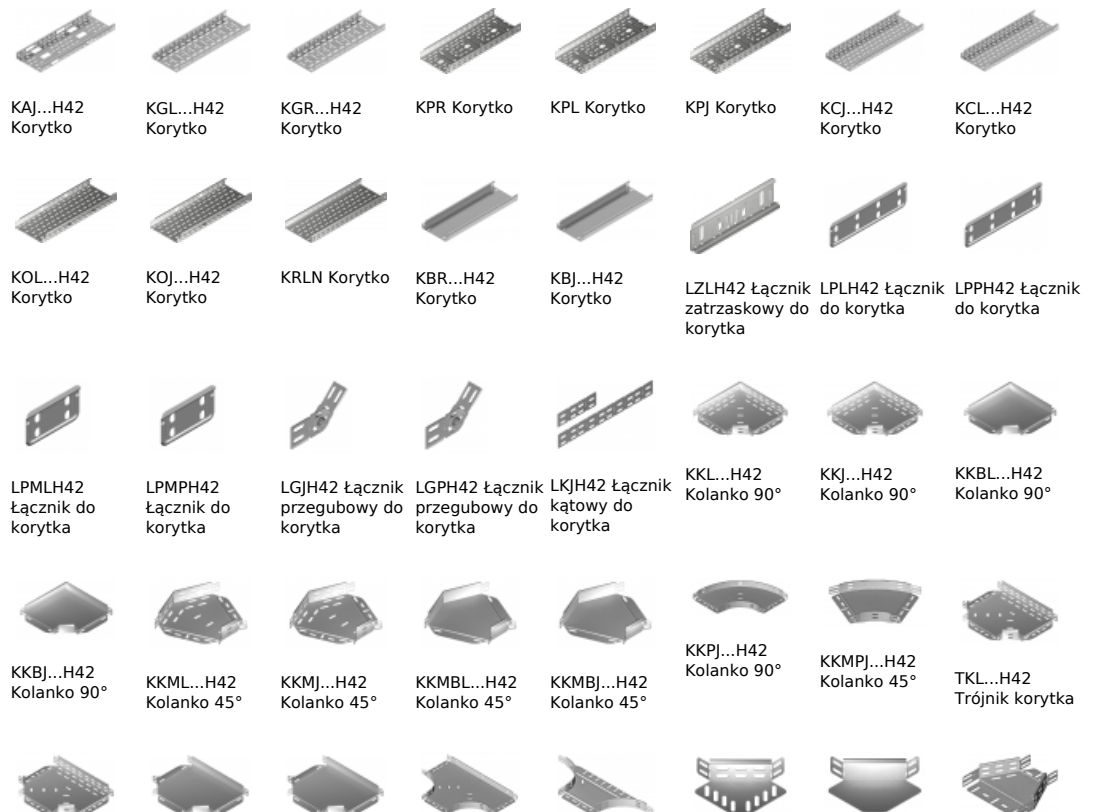 KAJ...H42
Korytko
KGL...H42
Korytko
KGR...H42
Korytko
KPR Korytko
KPL Korytko
KPJ Korytko
KCJ...H42
Korytko
KCL...H42
Korytko
KOL...H42
Korytko
KOJ...H42
Korytko
KRLN Korytko
KBR...H42
Korytko
KBJ...H42
Korytko
LZLH42 Łącznik
zatrzaskowy do
korytka
LPLH42 Łącznik
do korytka
LPPH42 Łącznik
do korytka
LPMLH42
Łącznik do
korytka
LPMPH42
Łącznik do
korytka
LGJH42 Łącznik
przegubowy do
korytka
LGPH42 Łącznik
przegubowy do
korytka
LKJH42 Łącznik
kątowy do
korytka
KKL...H42
Kolanko 90°
KKJ...H42
Kolanko 90°
KKBL...H42
Kolanko 90°
KKBJ...H42
Kolanko 90°
KKML...H42
Kolanko 45°
KKMJ...H42
Kolanko 45°
KKMBL...H42
Kolanko 45°
KKMBJ...H42
Kolanko 45°
KKPJ...H42
Kolanko 90°
KKMPJ...H42
Kolanko 45°
TKL...H42
Trójnik korytka